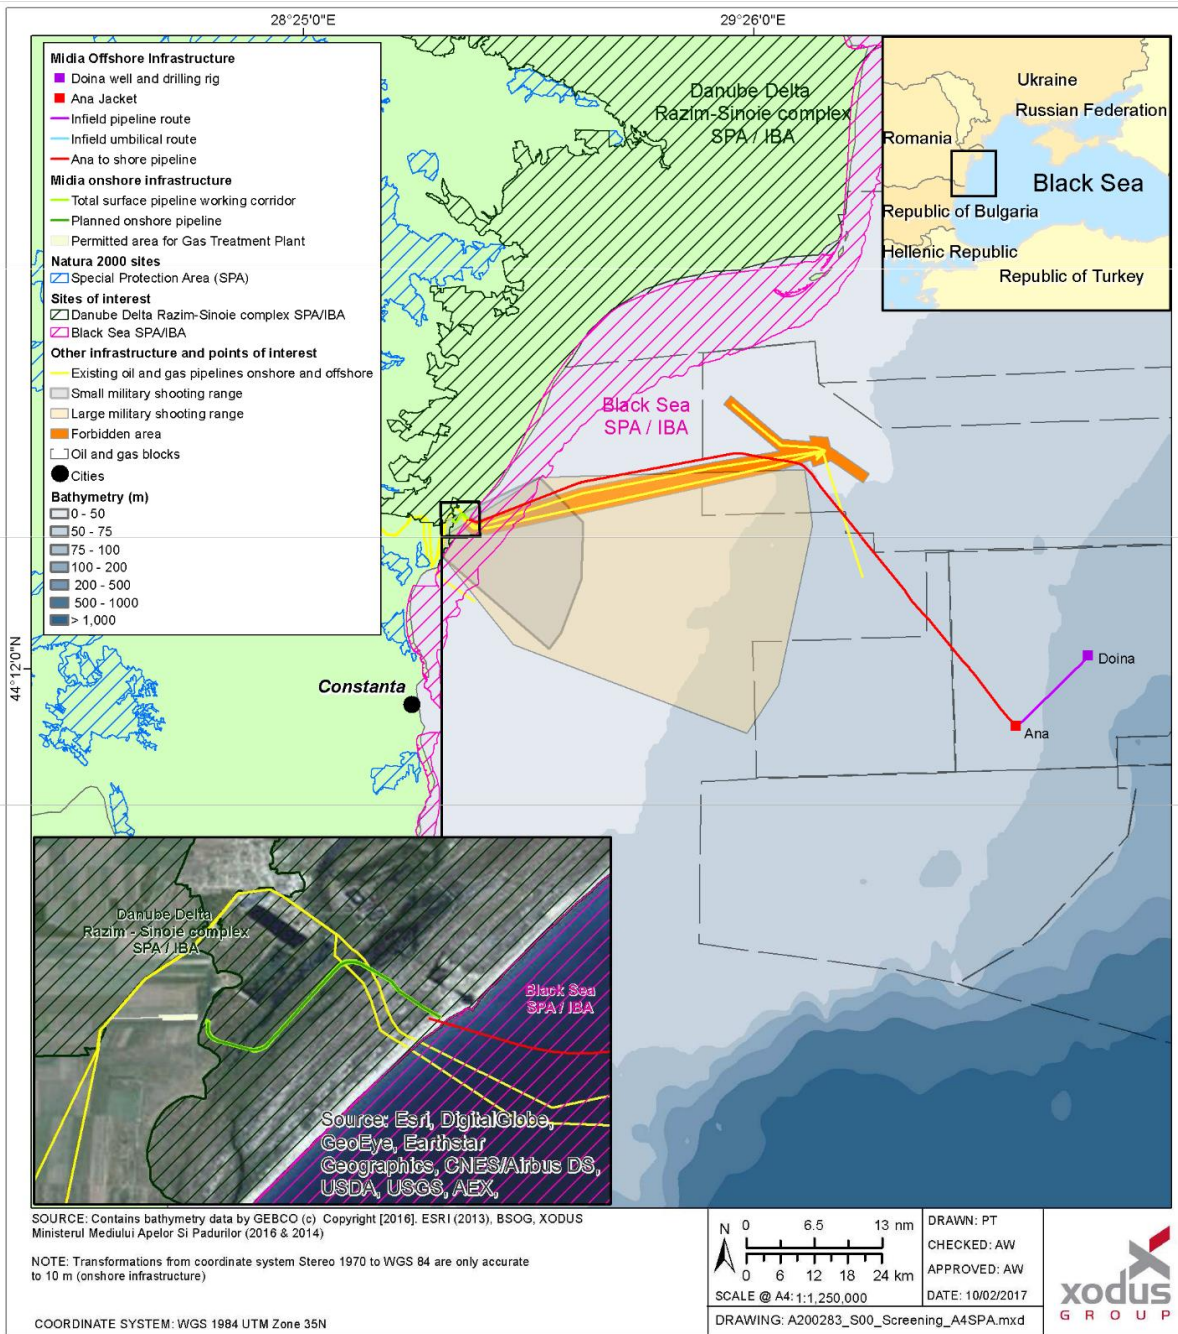 28°25'0"E
29°26'0"E
44°12'0"N
Midia Offshore Infrastructure
Doina well and drilling rig
Ana Jacket
Infield pipeline route
Infield umbilical route
Ana to shore pipeline
Midia onshore infrastructure
Total surface pipeline working corridor
Planned onshore pipeline
Permitted area for Gas Treatment Plant
Natura 2000 sites
Special Protection Area (SPA)
Sites of interest
Danube Delta Razim-Sinoie complex SPA/IBA
Black Sea SPA/IBA
Other infrastructure and points of interest
Existing oil and gas pipelines onshore and offshore
Small military shooting range
Large military shooting range
Forbidden area
Oil and gas blocks
Cities
Bathymetry (m)
0 - 50
50 - 75
75 - 100
100 - 200
200 - 500
500 - 1000
> 1,000
Danube Delta
Razim-Sinoie complex
SPA / IBA
Ukraine
Russian Federation
Romania
Black Sea
Republic of Bulgaria
Hellenic Republic
Republic of Turkey
Black Sea
SPA / IBA
Doina
Ana
Constanta
Danube Delta
Razim - Sinoie complex
SPA / IBA
Black Sea
SPA / IBA
Source: Esri, DigitalGlobe,
GeoEye, Earthstar
Geographics, CNES/Airbus DS,
USDA, USGS, AEX,
SOURCE: Contains bathymetry data by GEBCO (c) Copyright [2016]. ESRI (2013), BSOG, XODUS
Ministerul Mediului Apelor Si Padurilor (2016 & 2014)
NOTE: Transformations from coordinate system Stereo 1970 to WGS 84 are only accurate
to 10 m (onshore infrastructure)
COORDINATE SYSTEM: WGS 1984 UTM Zone 35N
N
0 6.5 13 nm
0 6 12 18 24 km
SCALE @ A4: 1:1,250,000
DRAWN: PT
CHECKED: AW
APPROVED: AW
DATE: 10/02/2017
DRAWING: A200283_S00_Screening_A4SPA.mxd
xodus
GROUP